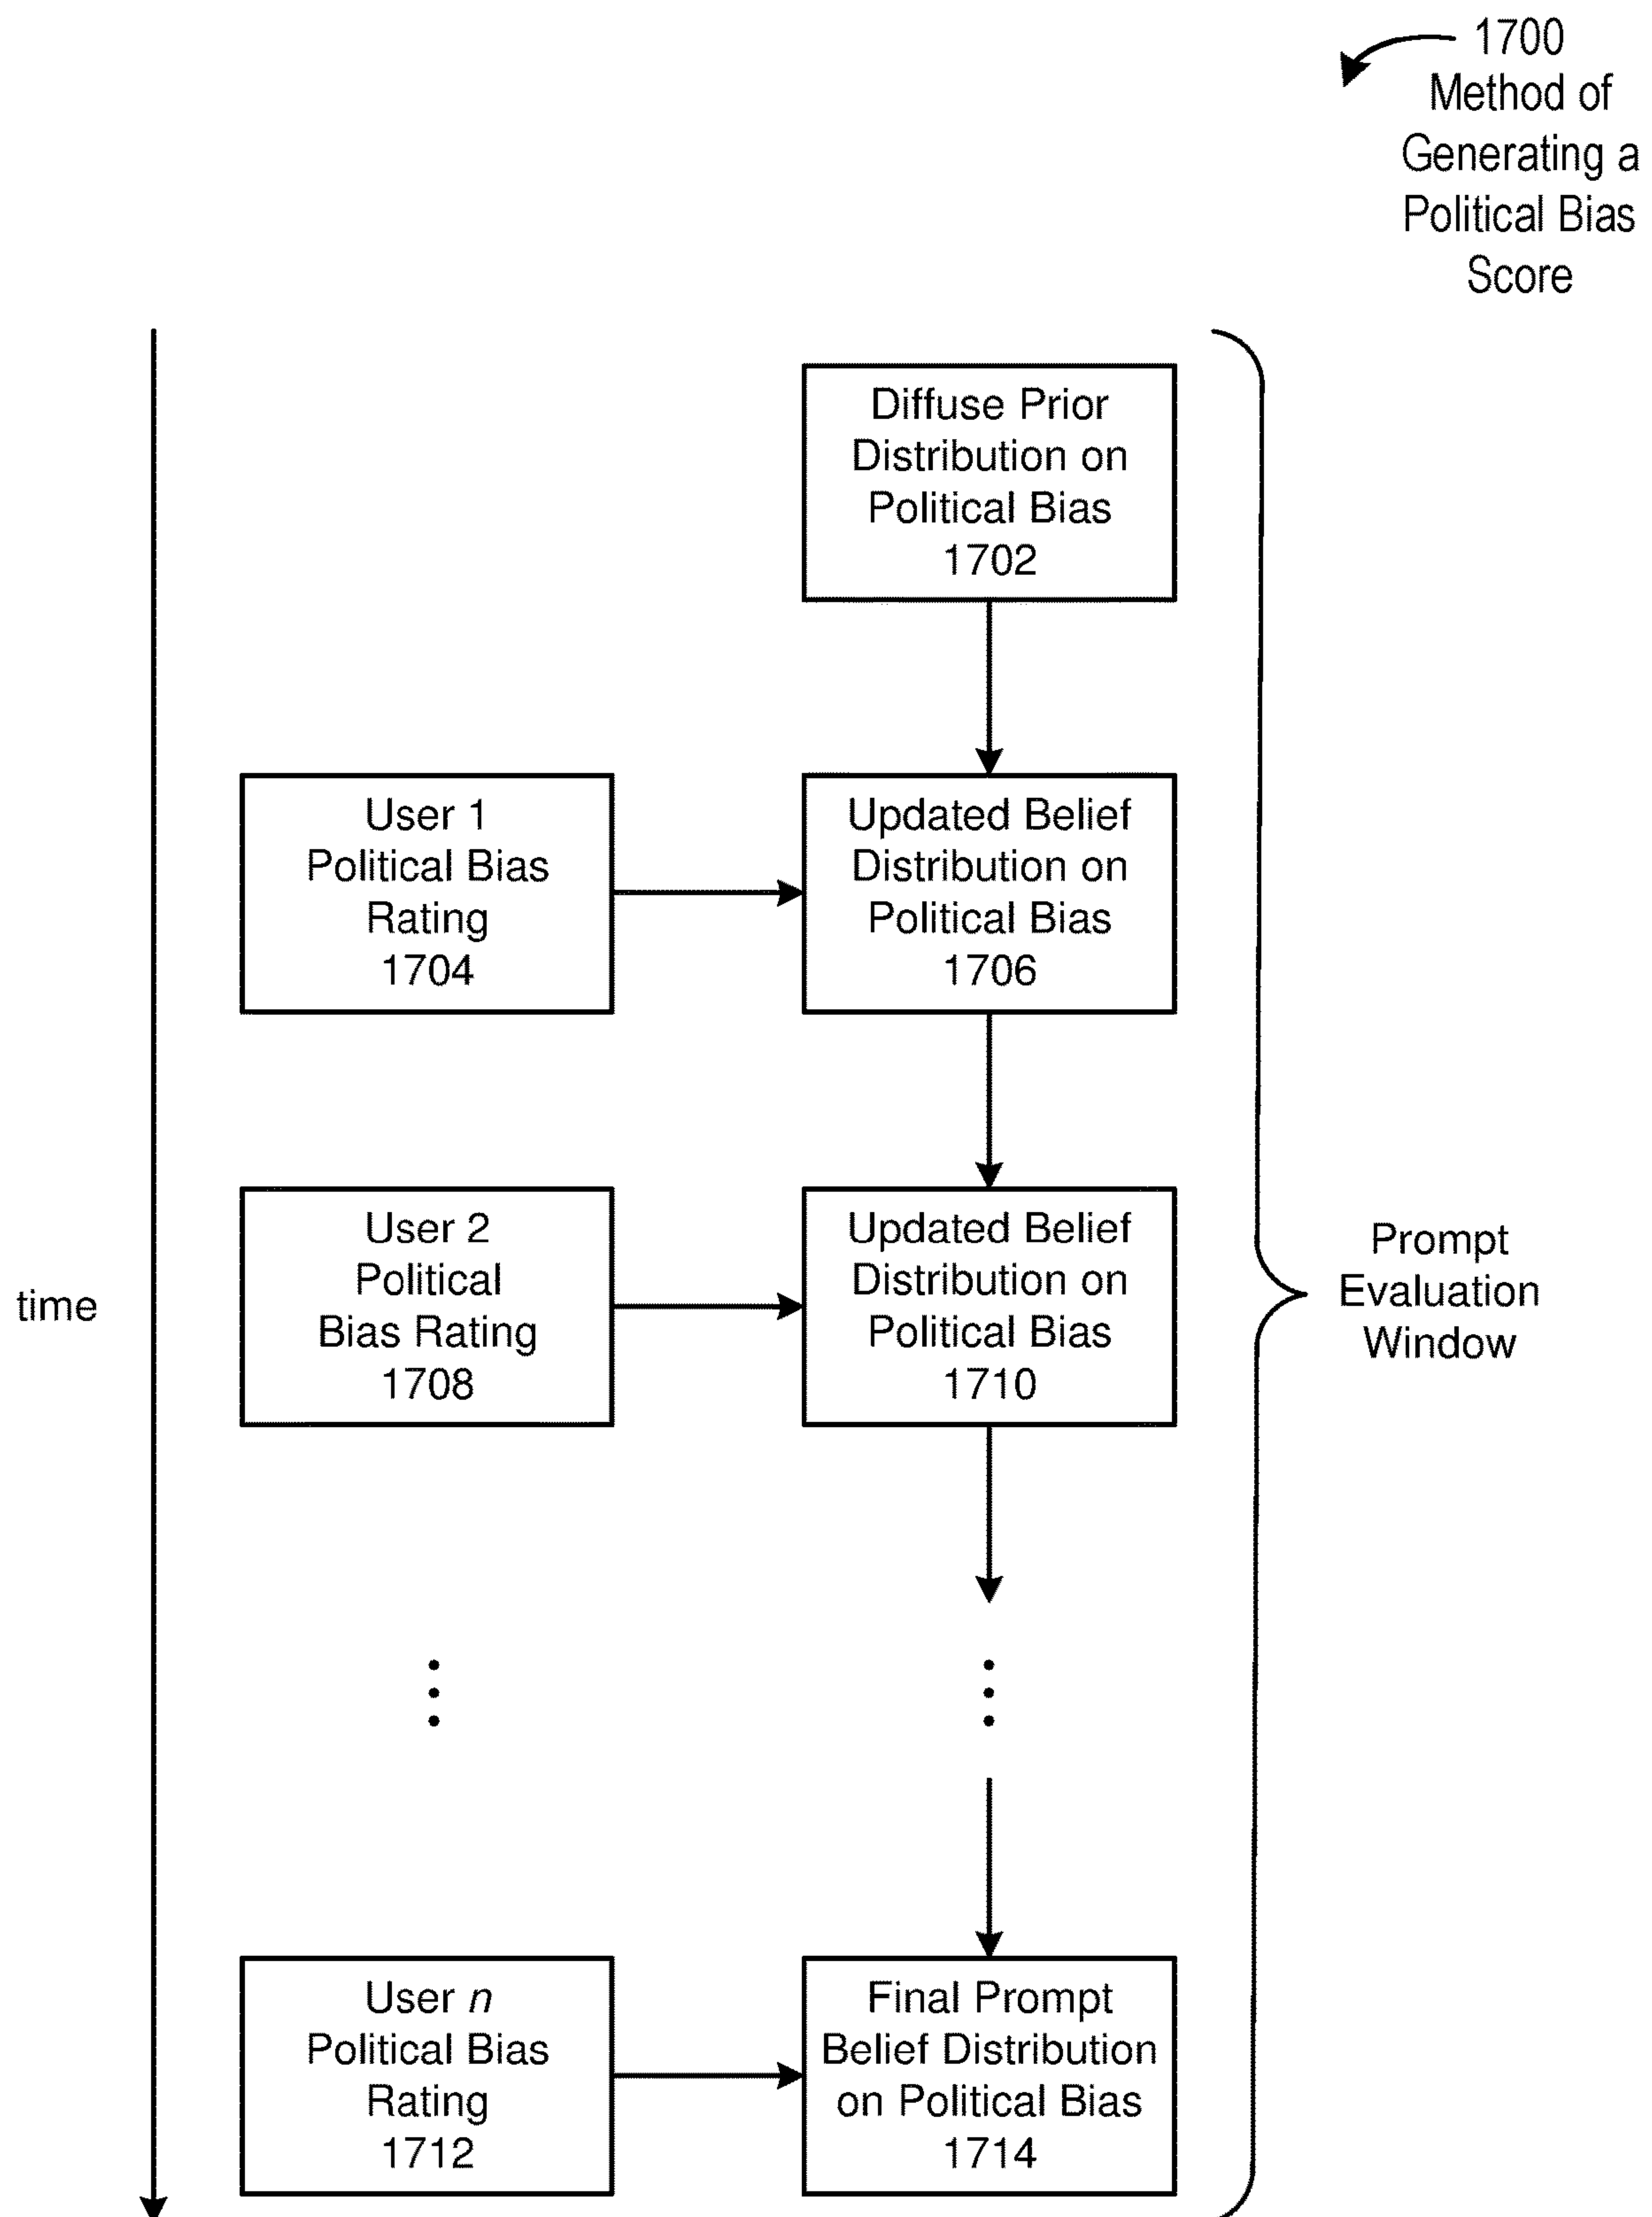 1700
Method of
Generating a
Political Bias
Score
Diffuse Prior
Distribution on
Political Bias
1702
User 1
Political Bias
Rating
1704
Updated Belief
Distribution on
Political Bias
1706
User 2
Political
Bias Rating
1708
Updated Belief
Distribution on
Political Bias
1710
time
Prompt
Evaluation
Window
User n
Political Bias
Rating
1712
Final Prompt
Belief Distribution
on Political Bias
1714